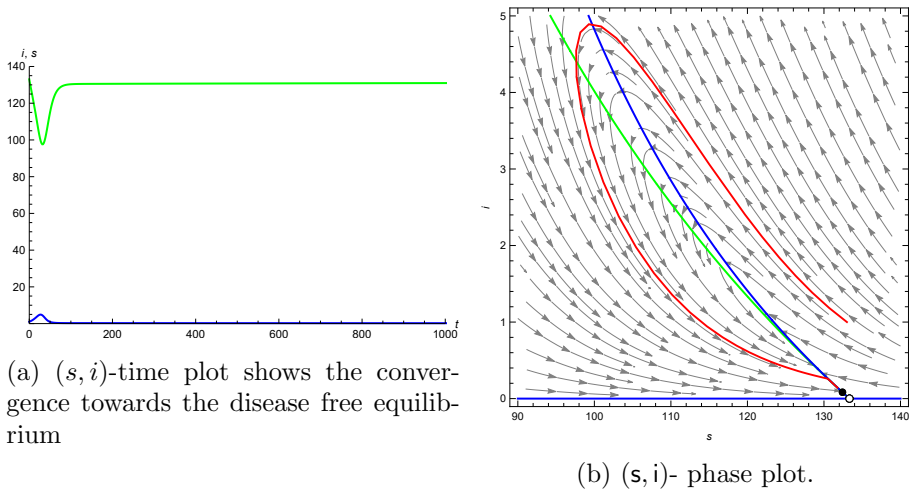 i, s
140
120
100
80
60
40
20
0 200 400 600 800 1000 t
(a) (s, i)-time plot shows the conver-
gence towards the disease free equilib-
rium
5
4
3
i
2
1
0
90 100 110 120 130 140
s
(b) (s, i)- phase plot.